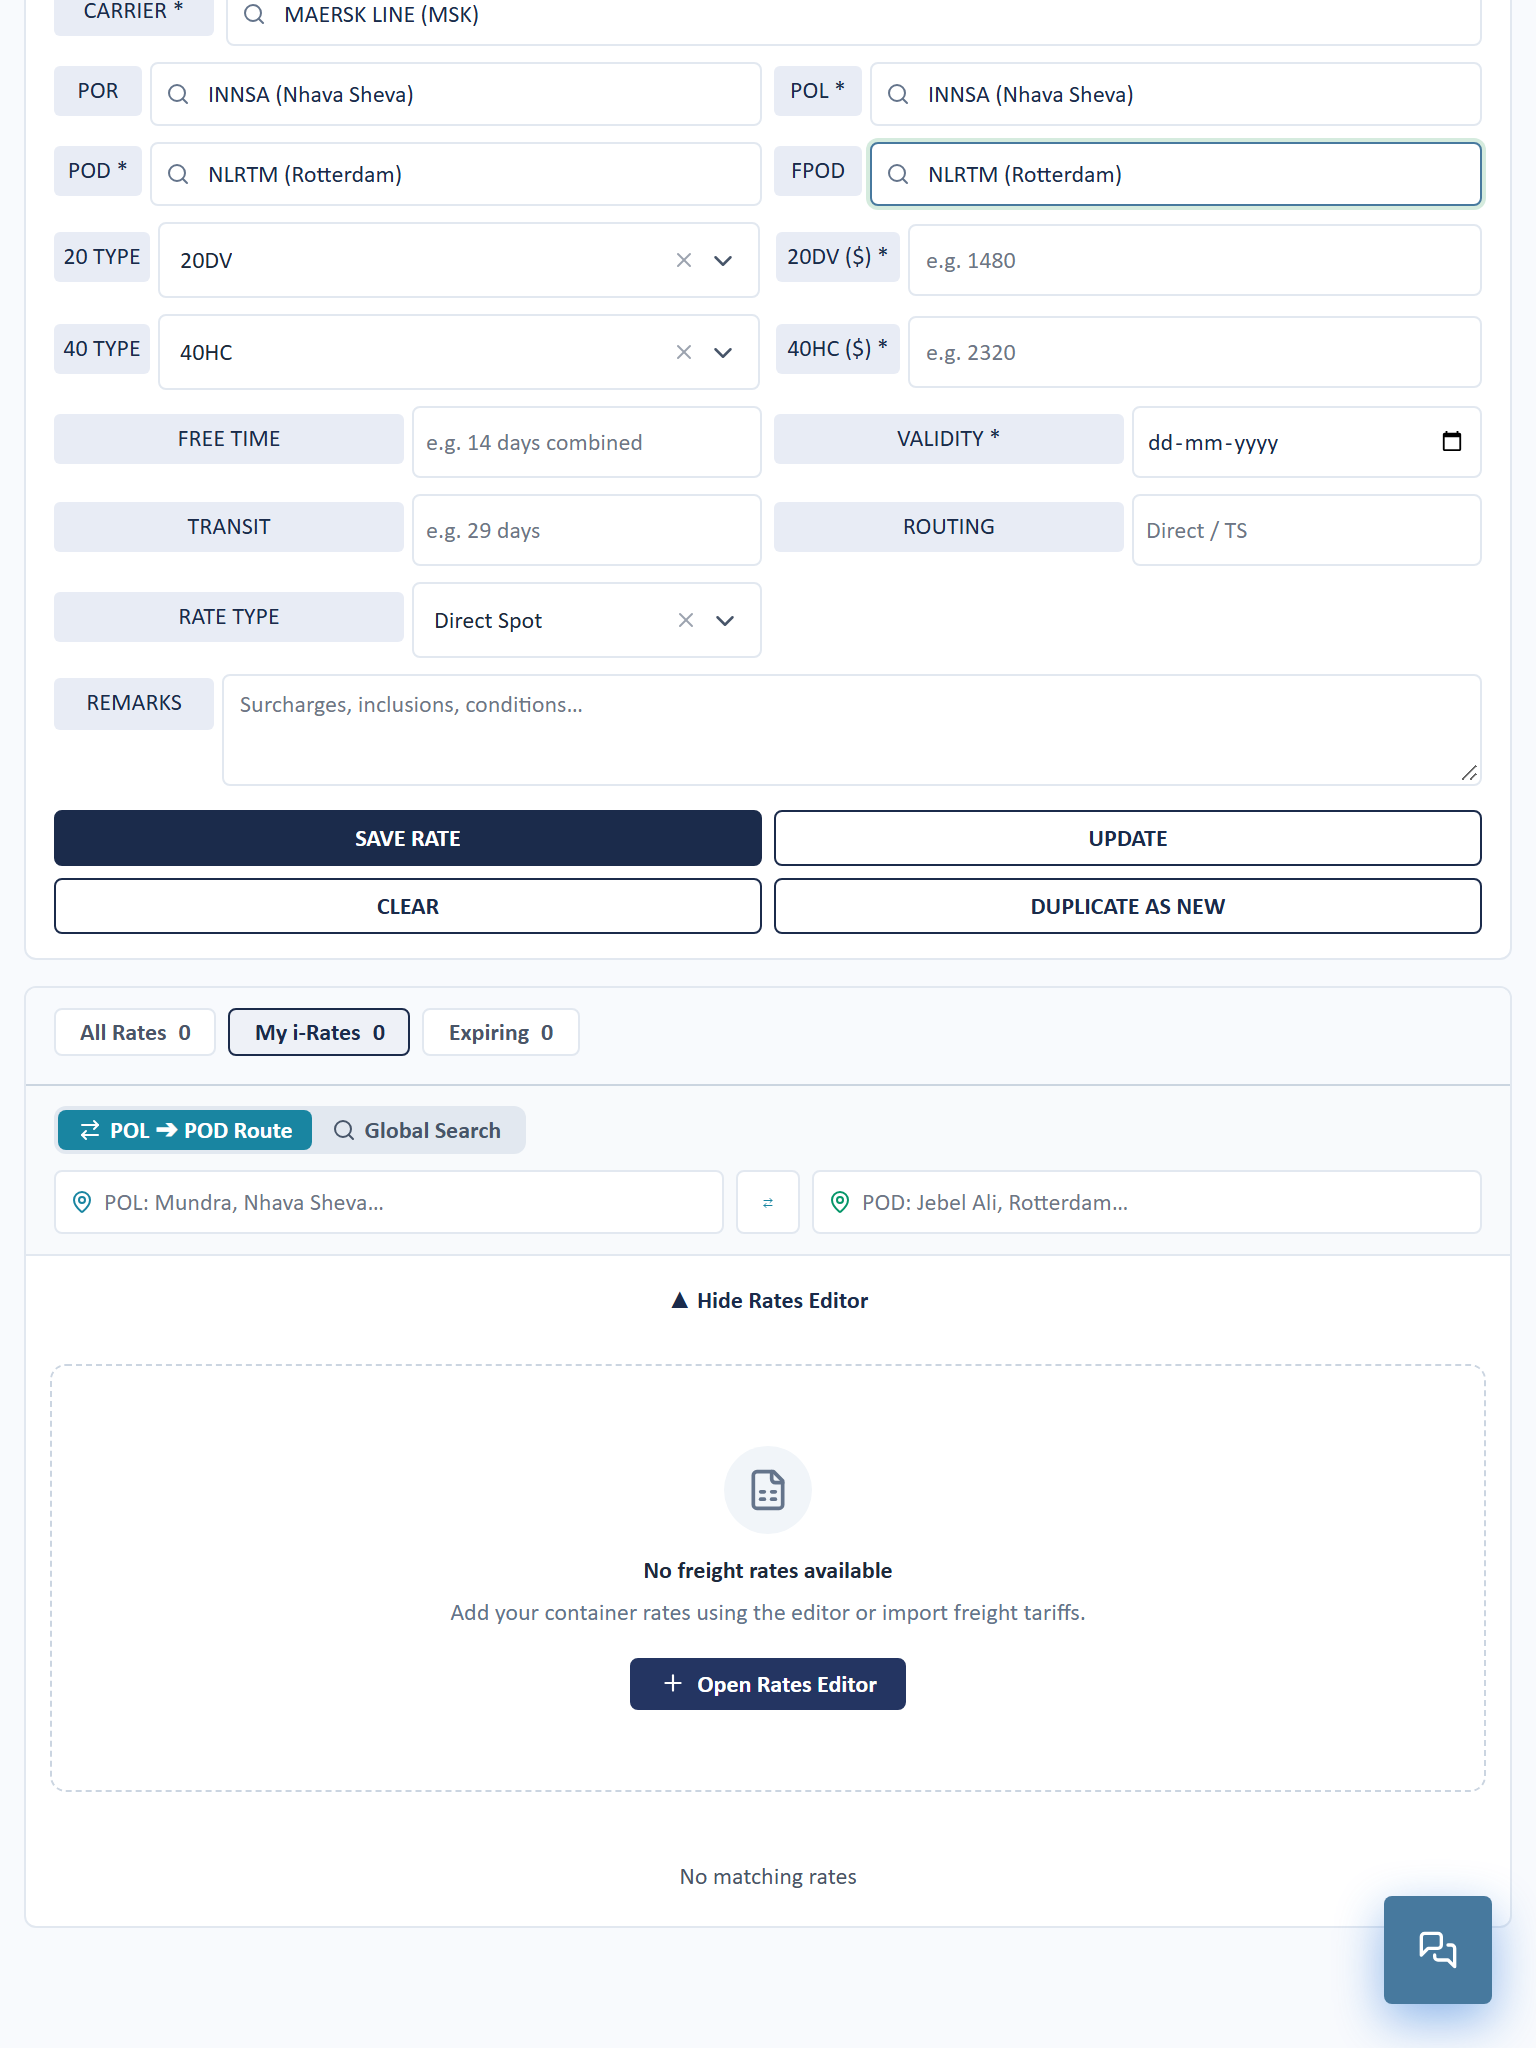 CARRIER *
MAERSK LINE (MSK)
POR
INNSA (Nhava Sheva)
POL *
INNSA (Nhava Sheva)
POD *
NLRTM (Rotterdam)
FPOD
NLRTM (Rotterdam)
20 TYPE
20DV
20DV ($) *
e.g. 1480
40 TYPE
40HC
40HC ($) *
e.g. 2320
FREE TIME
e.g. 14 days combined
VALIDITY *
dd-mm-yyyy
TRANSIT
e.g. 29 days
ROUTING
Direct / TS
RATE TYPE
Direct Spot
REMARKS
Surcharges, inclusions, conditions...
SAVE RATE
UPDATE
CLEAR
DUPLICATE AS NEW
All Rates 0
My i-Rates 0
Expiring 0
POL ➔ POD Route
Global Search
POL: Mundra, Nhava Sheva...
POD: Jebel Ali, Rotterdam...
▲ Hide Rates Editor
No freight rates available
Add your container rates using the editor or import freight tariffs.
Open Rates Editor
No matching rates